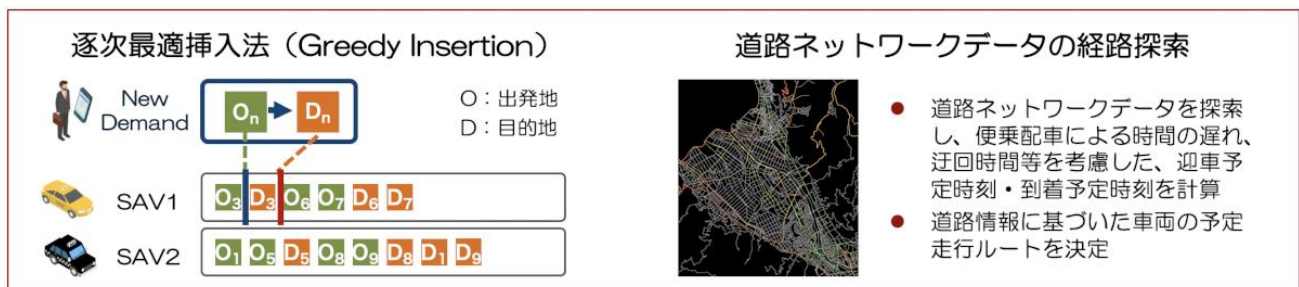 逐次最適挿入法（Greedy Insertion）
New
Demand
On Dn
O：出発地
D：目的地
SAV1
O3 D3 O6 O7 D6 D7
SAV2
O1 O5 D5 O8 O9 D8 D1 D9
道路ネットワークデータの経路探索
● 道路ネットワークデータを探索
し、便乗配車による時間の遅れ、
迂回時間等を考慮した、迎車予
定時刻・到着予定時刻を計算
● 道路情報に基づいた車両の予定
走行ルートを決定